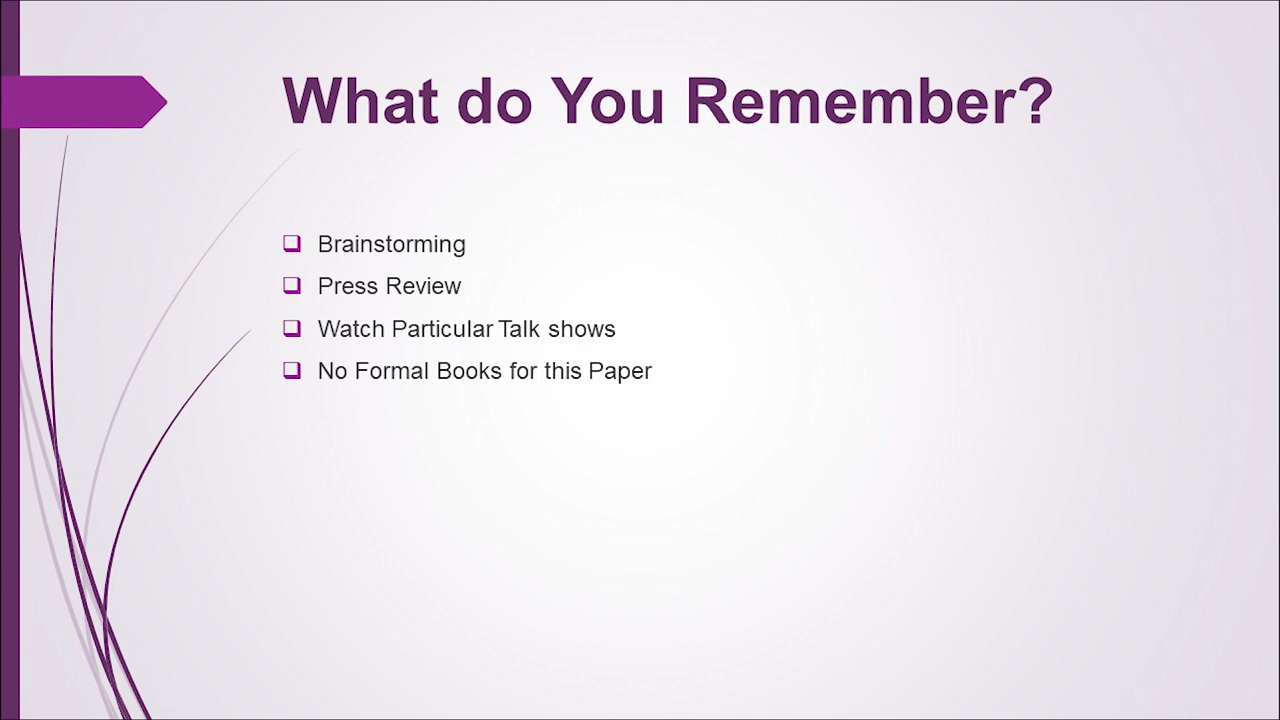 What do You Remember?
Brainstorming
Press Review
Watch Particular Talk shows
No Formal Books for this Paper